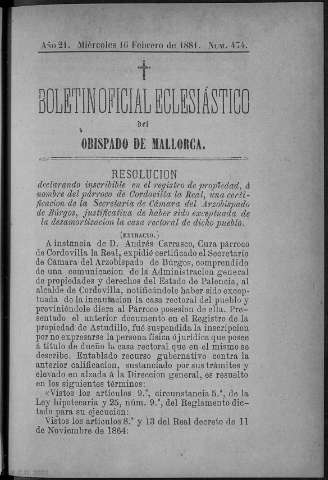 Año 21. Miércoles 16 Febrero de 1881. Núm. 474.
BOLETIN OFICIAL ECLESIÁSTICO
DEL
OBISPADO DE MALLORCA.
RESOLUCION
declarando inscribible en el registro de propiedad, á
nombre del párroco de Cordovilla la Real, una certi-
ficacion de la Secretaría de Cámara del Arzobispado
de Búrgos, justificativa de haber sido exceptuada de
la desamortizacion la casa rectoral de dicho pueblo.
(EXTRACTO.)
A instancia de D. Andrés Carrasco, Cura párroco
de Cordovilla la Real, expidió certificado el Secretario
de Cámara del Arzobispado de Búrgos, comprendido
de una comunicacion de la Administracion general
de propiedades y derechos del Estado de Palencia, al
alcalde de Cordovilla, notificándole haber sido excep-
tuada de la incautacion la casa rectoral del pueblo y
previniéndole diera al Párroco posesion de ella. Pre-
sentado el anterior documento en el Registro de la
propiedad de Astudillo, fué suspendida la inscripcion
por no expresarse la persona física ó jurídica que posee
á título de dueño la casa rectoral que en el mismo se
describe. Entablado recurso gubernativo contra la
anterior calificacion, sustanciado por sus trámites y
elevado en alzada á la Direccion general, es resuelto
en los siguientes términos:
«Vistos los artículos 9.°, circunstancia 5.ª, de la
Ley hipotecaria y 25, núm. 9.°, del Reglamento dic-
tado para su ejecucion:
Vistos los artículos 8.° y 13 del Real decreto de 11
de Noviembre de 1864: